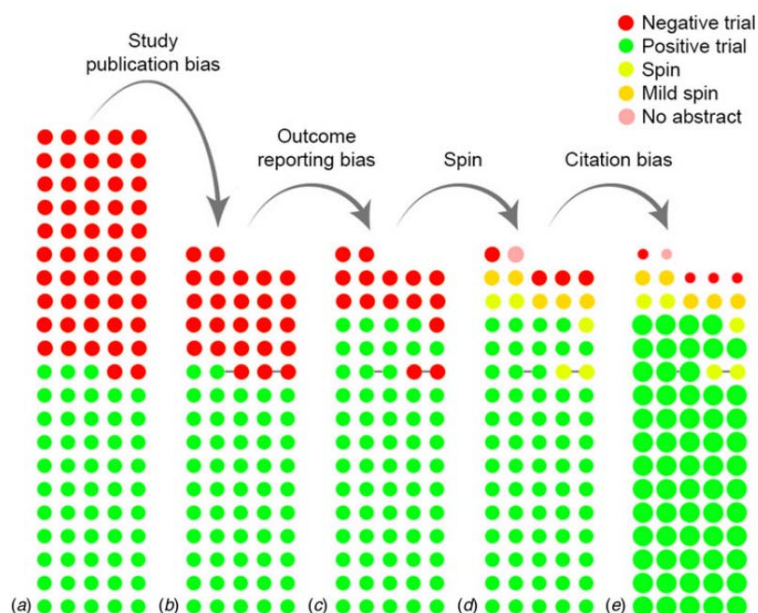 Negative trial
Positive trial
Spin
Mild spin
No abstract
Study
publication bias
Outcome
reporting bias
Spin
Citation bias
(a)
(b)
(c)
(d)
(e)